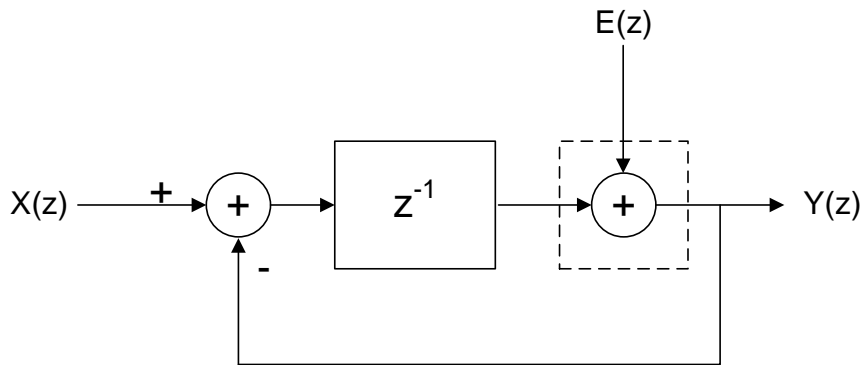 E(z)
X(z)
+
+
z-1
+
Y(z)
-